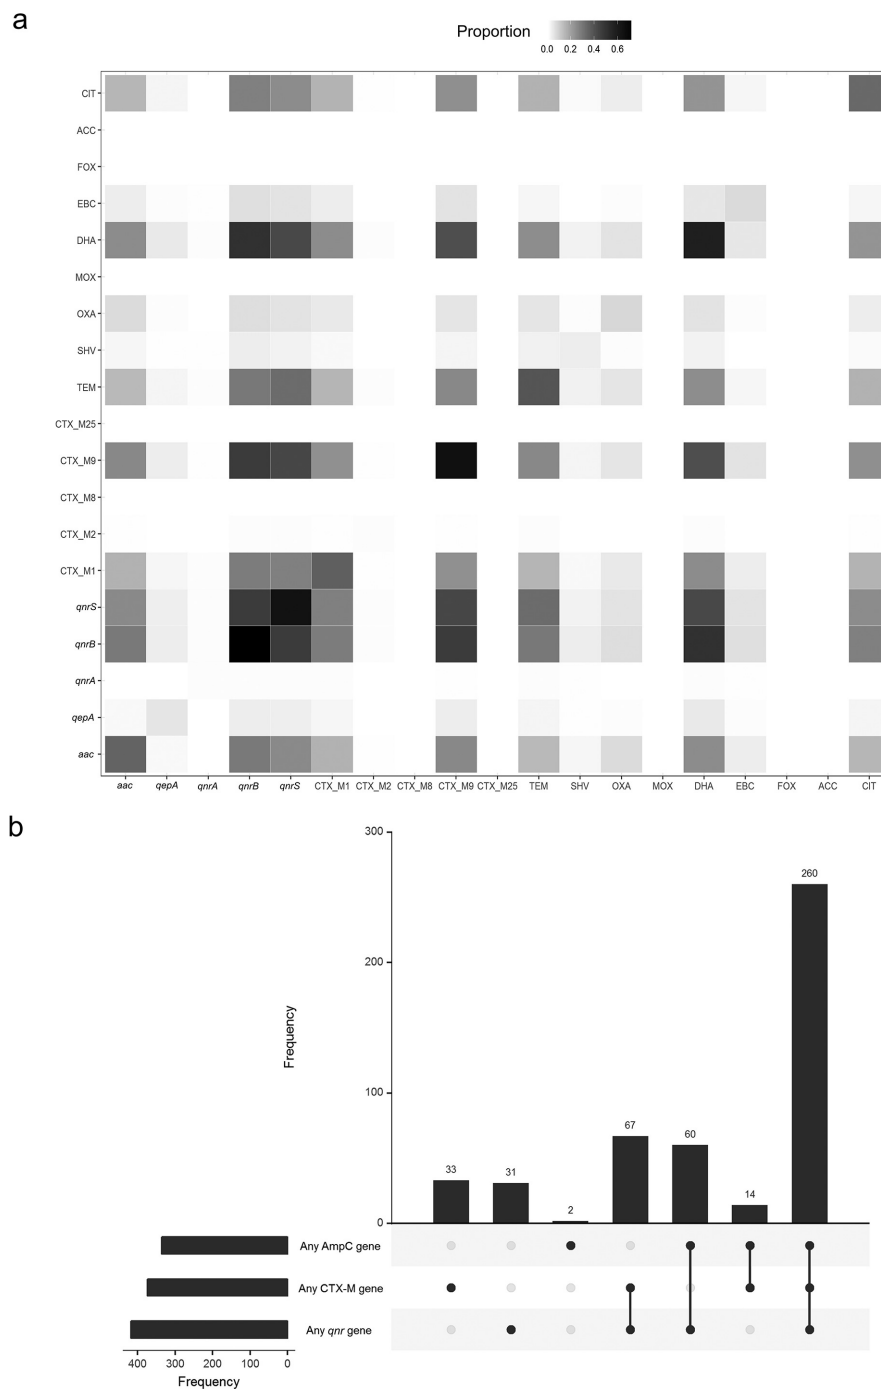 a
Proportion
0.0 0.2 0.4 0.6
CIT
ACC
FOX
EBC
DHA
MOX
OXA
SHV
TEM
CTX_M25
CTX_M9
CTX_M8
CTX_M2
CTX_M1
qnrS
qnrB
qnrA
qepA
aac
aac qepA qnrA qnrB qnrS CTX_M1 CTX_M2 CTX_M8 CTX_M9 CTX_M25 TEM SHV OXA MOX DHA EBC FOX ACC CIT
b
300
200
100
0
Frequency
33 31 2 67 60 14 260
Any AmpC gene
Any CTX-M gene
Any qnr gene
400 300 200 100 0
Frequency